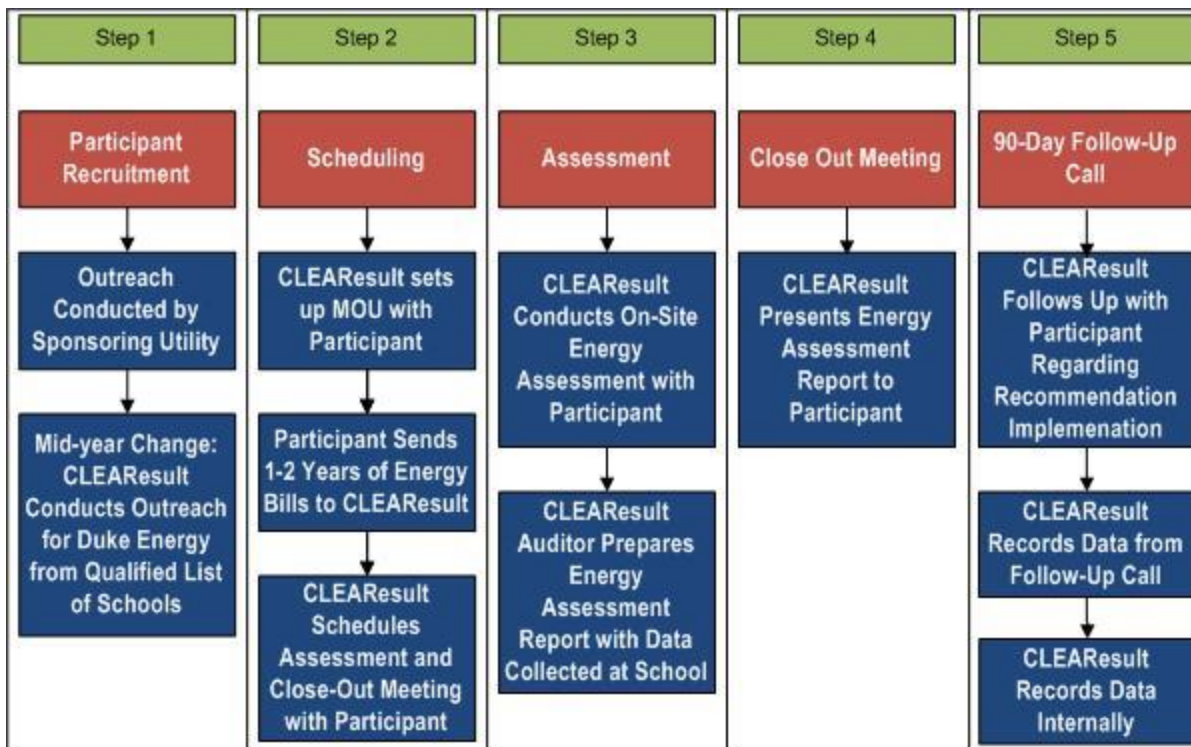 Step 1
Step 2
Step 3
Step 4
Step 5
Participant
Recruitment
Scheduling
Assessment
Close Out Meeting
90-Day Follow-Up
Call
Outreach
Conducted by
Sponsoring Utility
Mid-year Change:
CLEAResult
Conducts Outreach
for Duke Energy
from Qualified List
of Schools
CLEAResult sets
up MOU with
Participant
Participant Sends
1-2 Years of Energy
Bills to CLEAResult
CLEAResult
Schedules
Assessment and
Close-Out Meeting
with Participant
CLEAResult
Conducts On-Site
Energy
Assessment with
Participant
CLEAResult
Auditor Prepares
Energy
Assessment
Report with Data
Collected at School
CLEAResult
Presents Energy
Assessment
Report to
Participant
CLEAResult
Follows Up with
Participant
Regarding
Recommendation
Implemenation
CLEAResult
Records Data from
Follow-Up Call
CLEAResult
Records Data
Internally